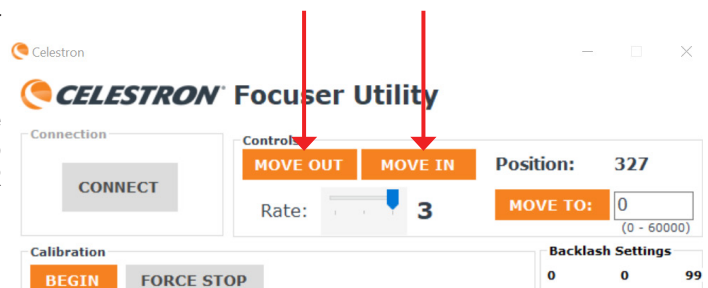 Celestron
CELESTRON Focuser Utility
Connection
CONNECT
Controls
MOVE OUT MOVE IN Position: 327
Rate: 3 MOVE TO: 0
(0 - 60000)
Calibration
BEGIN FORCE STOP
Backlash Settings
0 0 99